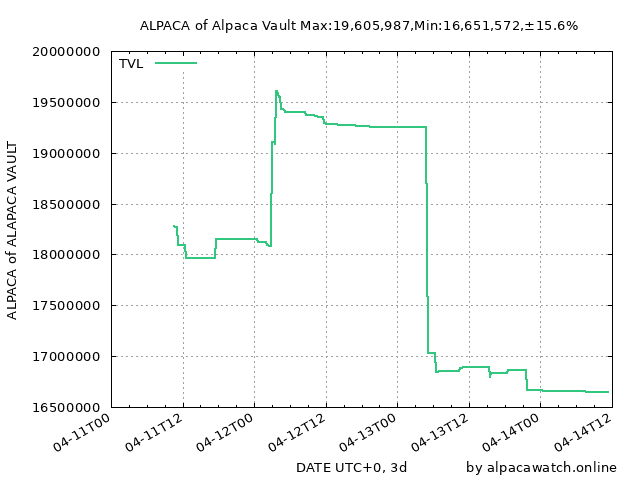 ALPACA of Alpaca Vault Max:19,605,987,Min:16,651,572,±15.6%
20000000
TVL
19500000
19000000
18500000
18000000
17500000
17000000
16500000
ALPACA of ALAPACA VAULT
04-11T00
04-11T12
04-12T00
04-12T12
04-13T00
04-13T12
04-14T00
04-14T12
DATE UTC+0, 3d
by alpacawatch.online